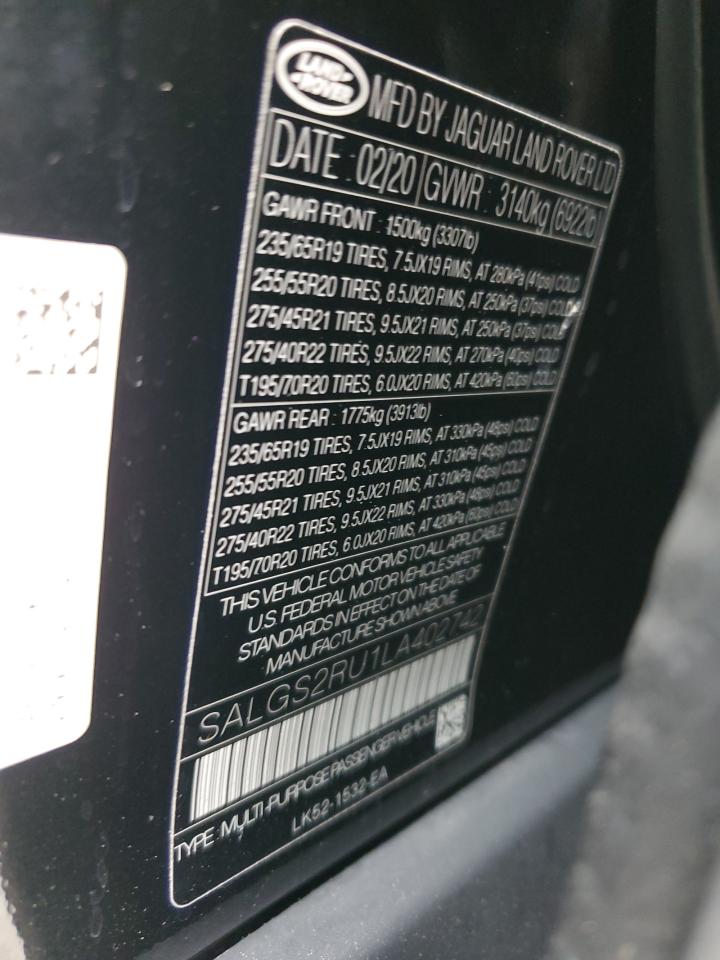 LAND-
-ROVER
MFD BY JAGUAR LAND ROVER LTD
DATE : 02/20 GVWR : 3140kg (6922lb)
GAWR FRONT : 1500kg (3307lb)
235/65R19 TIRES, 7.5JX19 RIMS, AT 280kPa (41psi) COLD
255/55R20 TIRES, 8.5JX20 RIMS, AT 250kPa (37psi) COLD
275/45R21 TIRES, 9.5JX21 RIMS, AT 250kPa (37psi) COLD
275/40R22 TIRES, 9.5JX22 RIMS, AT 270kPa (40psi) COLD
T195/70R20 TIRES, 6.0JX20 RIMS, AT 420kPa (60psi) COLD
GAWR REAR : 1775kg (3913lb)
235/65R19 TIRES, 7.5JX19 RIMS, AT 330kPa (48psi) COLD
255/55R20 TIRES, 8.5JX20 RIMS, AT 310kPa (45psi) COLD
275/45R21 TIRES, 9.5JX21 RIMS, AT 310kPa (45psi) COLD
275/40R22 TIRES, 9.5JX22 RIMS, AT 330kPa (48psi) COLD
T195/70R20 TIRES, 6.0JX20 RIMS, AT 420kPa (60psi) COLD
THIS VEHICLE CONFORMS TO ALL APPLICABLE
U.S. FEDERAL MOTOR VEHICLE SAFETY
STANDARDS IN EFFECT ON THE DATE OF
MANUFACTURE SHOWN ABOVE
SALGS2RU1LA402742
TYPE : MULTI-PURPOSE PASSENGER VEHICLE
LK52-1532-EA